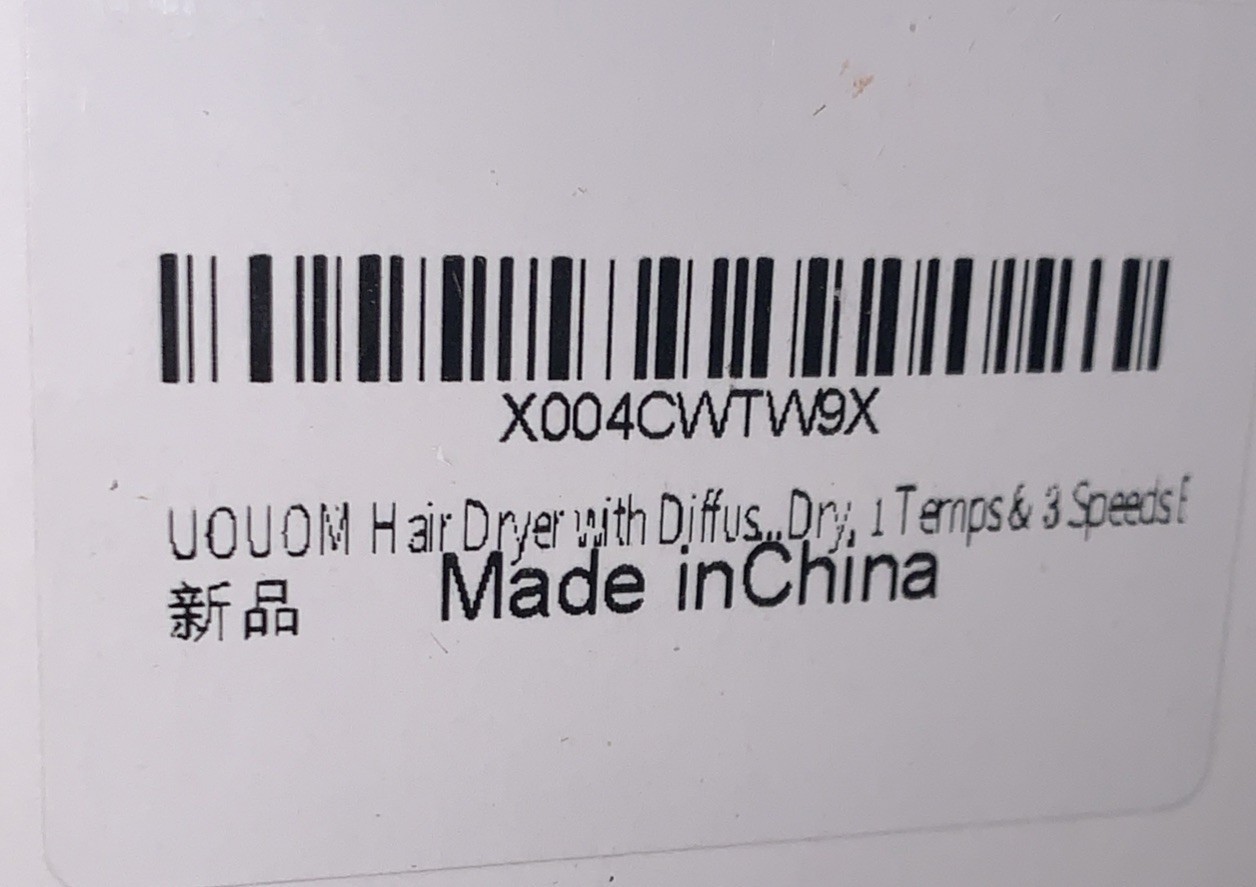 X004CWTW9X
UOUOM Hair Dryer with Diffus...Dry, 1 Temps & 3 Speeds
新品
Made inChina